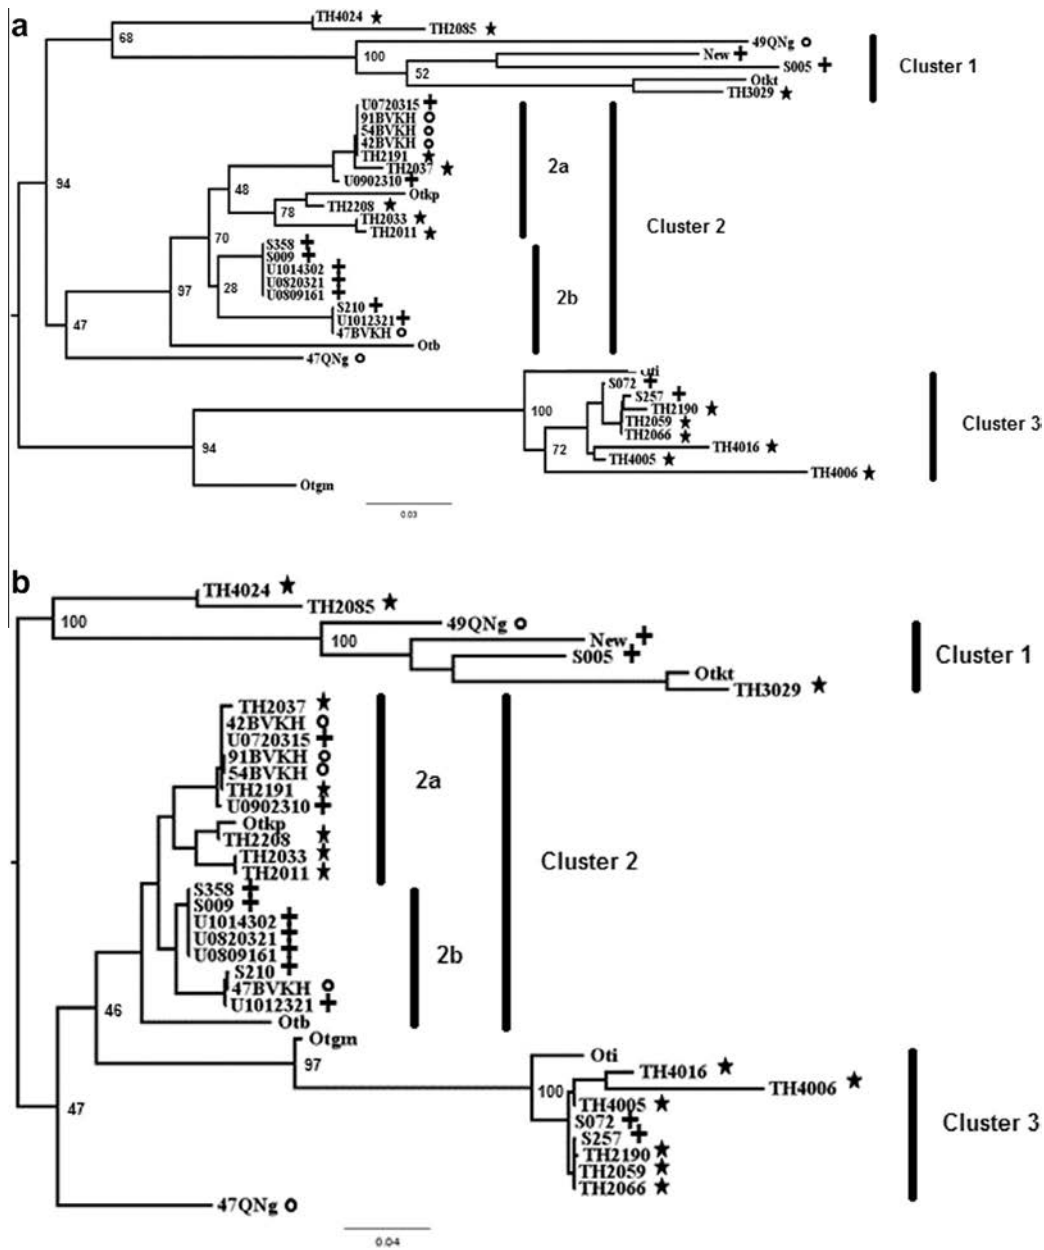 a
TH4024
TH2085
68
49QNg
100
New
S005
Cluster 1
52
Otkt
TH3029
U0720315
91BVKH
54BVKH
42BVKH
TH2191
TH2037
2a
94
U0902310
48
Otkp
TH2208
78
TH2033
Cluster 2
TH2011
70
S358
S009
U1014302
U0820321
97
28
U0809161
2b
S210
U1012321
47
47BVKH
Otb
47QNg
Oti
S072
S257
100
TH2190
TH2059
Cluster 3
TH2066
94
72
TH4016
TH4005
TH4006
Otgm
0.03
b
TH4024
TH2085
100
49QNg
100
New
S005
Cluster 1
Otkt
TH3029
TH2037
42BVKH
U0720315
91BVKH
54BVKH
2a
TH2191
U0902310
Otkp
TH2208
TH2033
Cluster 2
TH2011
S358
S009
U1014302
U0820321
U0809161
2b
S210
47BVKH
U1012321
46
Otb
Otgm
97
Oti
TH4016
100
TH4006
TH4005
47
S072
Cluster 3
S257
TH2190
TH2059
TH2066
47QNg
0.04